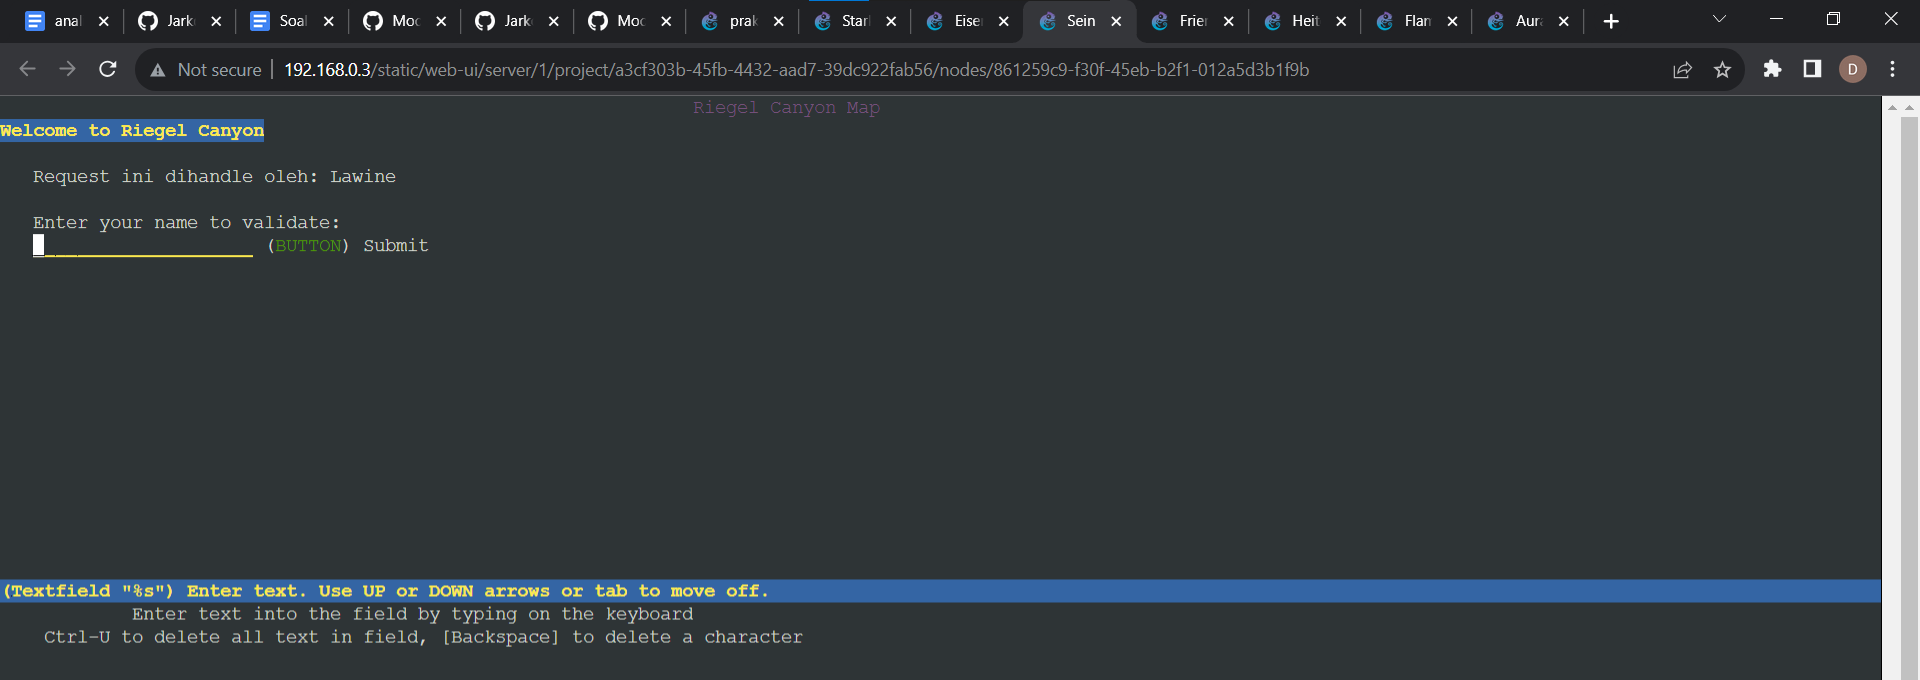 anal Jark Soal Moc Jark Moc prak Star Eise Sein Frie Heit Flam Aura
Not secure 192.168.0.3/static/web-ui/server/1/project/a3cf303b-45fb-4432-aad7-39dc922fab56/nodes/861259c9-f30f-45eb-b2f1-012a5d3b1f9b D
Riegel Canyon Map
Welcome to Riegel Canyon
Request ini dihandle oleh: Lawine
Enter your name to validate:
____________________ (BUTTON) Submit
(Textfield "%s") Enter text. Use UP or DOWN arrows or tab to move off.
Enter text into the field by typing on the keyboard
Ctrl-U to delete all text in field, [Backspace] to delete a character